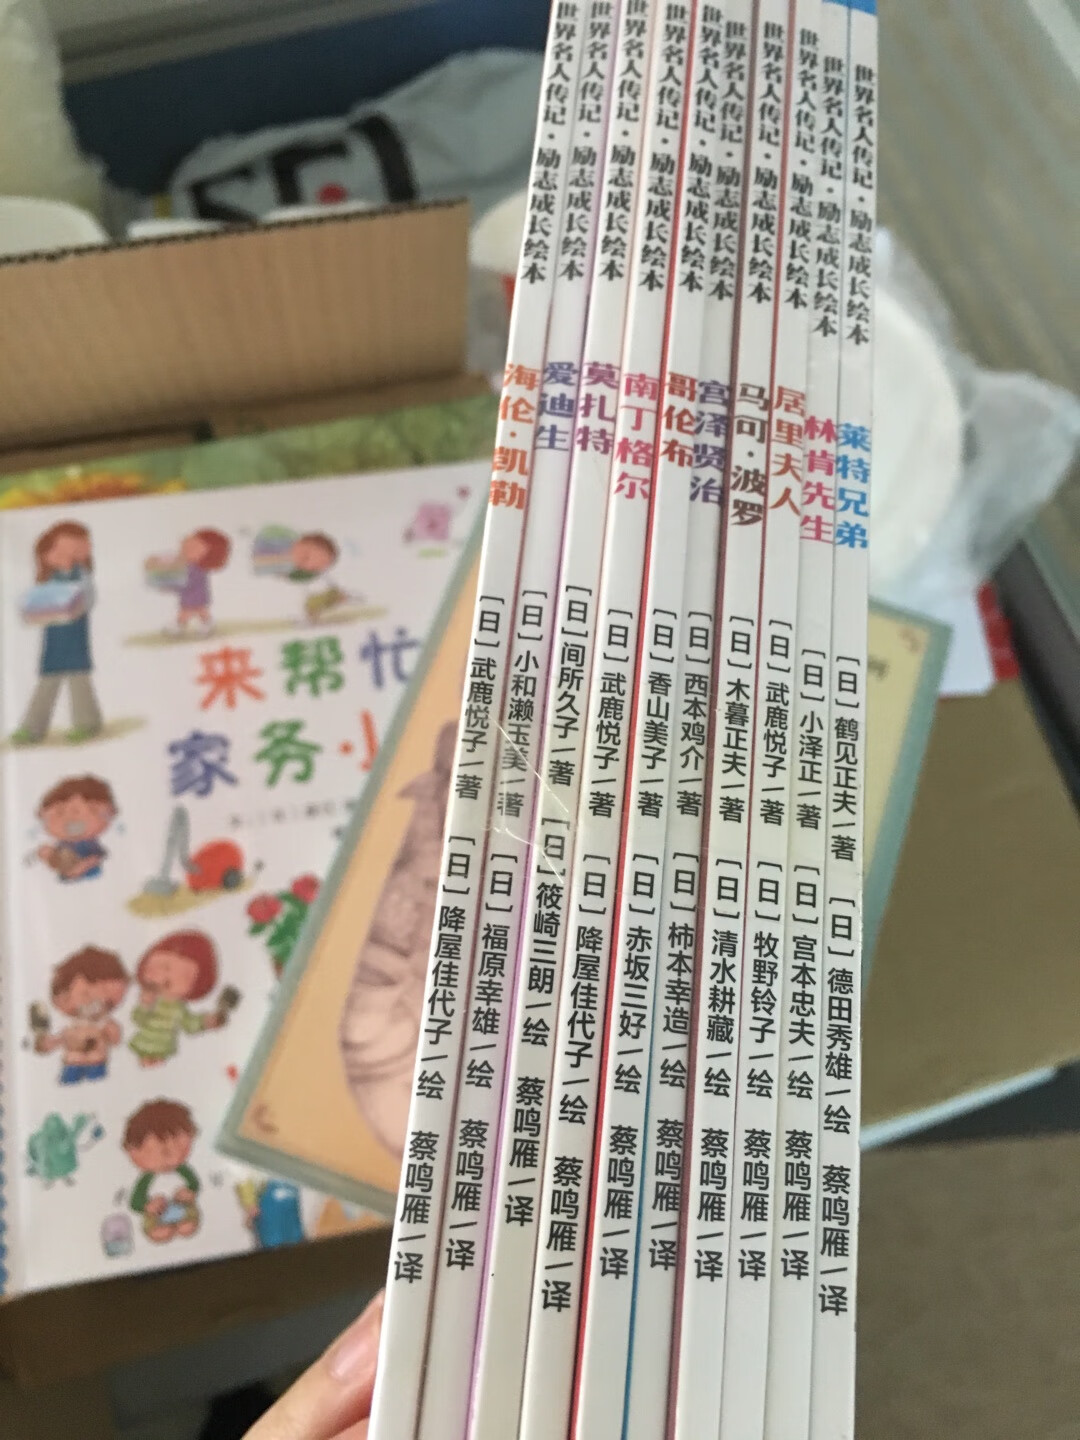 世界名人传记·励志成长绘本
海伦·凯勒
[日]武鹿悦子/著
[日]降屋佳代子/绘
蔡鸣雁/译
世界名人传记·励志成长绘本
爱迪生
[日]小和濑玉美/著
[日]福原幸雄/绘
蔡鸣雁/译
世界名人传记·励志成长绘本
莫扎特
[日]间所久子/著
[日]筱崎三朗/绘
蔡鸣雁/译
世界名人传记·励志成长绘本
南丁格尔
[日]武鹿悦子/著
[日]降屋佳代子/绘
蔡鸣雁/译
世界名人传记·励志成长绘本
哥伦布
[日]香山美子/著
[日]赤坂三好/绘
蔡鸣雁/译
世界名人传记·励志成长绘本
宫泽贤治
[日]西本鸡介/著
[日]柿本幸造/绘
蔡鸣雁/译
世界名人传记·励志成长绘本
马可·波罗
[日]木暮正夫/著
[日]清水耕藏/绘
蔡鸣雁/译
世界名人传记·励志成长绘本
居里夫人
[日]武鹿悦子/著
[日]牧野铃子/绘
蔡鸣雁/译
世界名人传记·励志成长绘本
林肯先生
[日]小泽正/著
[日]宫本忠夫/绘
蔡鸣雁/译
世界名人传记·励志成长绘本
莱特兄弟
[日]鹤见正夫/著
[日]德田秀雄/绘
蔡鸣雁/译
来帮忙
家务·小